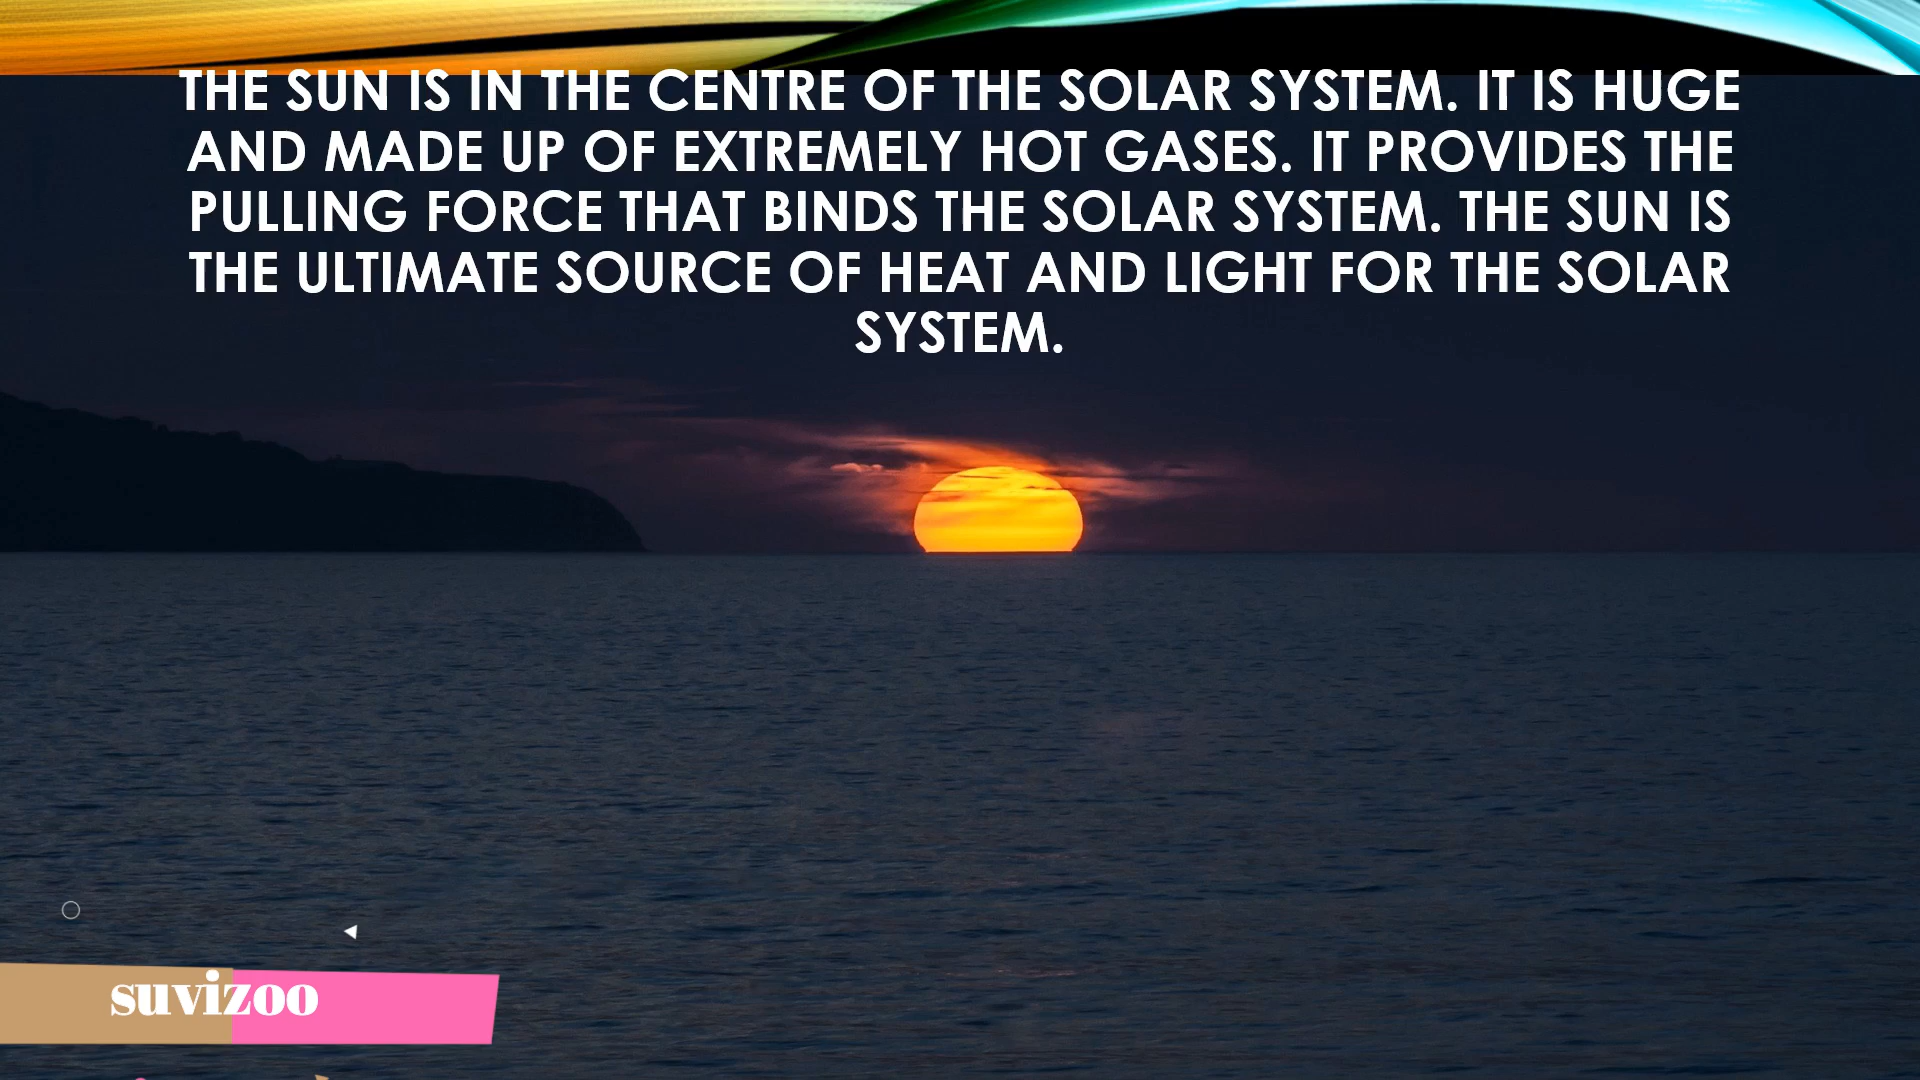 THE SUN IS IN THE CENTRE OF THE SOLAR SYSTEM. IT IS HUGE
AND MADE UP OF EXTREMELY HOT GASES. IT PROVIDES THE
PULLING FORCE THAT BINDS THE SOLAR SYSTEM. THE SUN IS
THE ULTIMATE SOURCE OF HEAT AND LIGHT FOR THE SOLAR
SYSTEM.
suvizoo